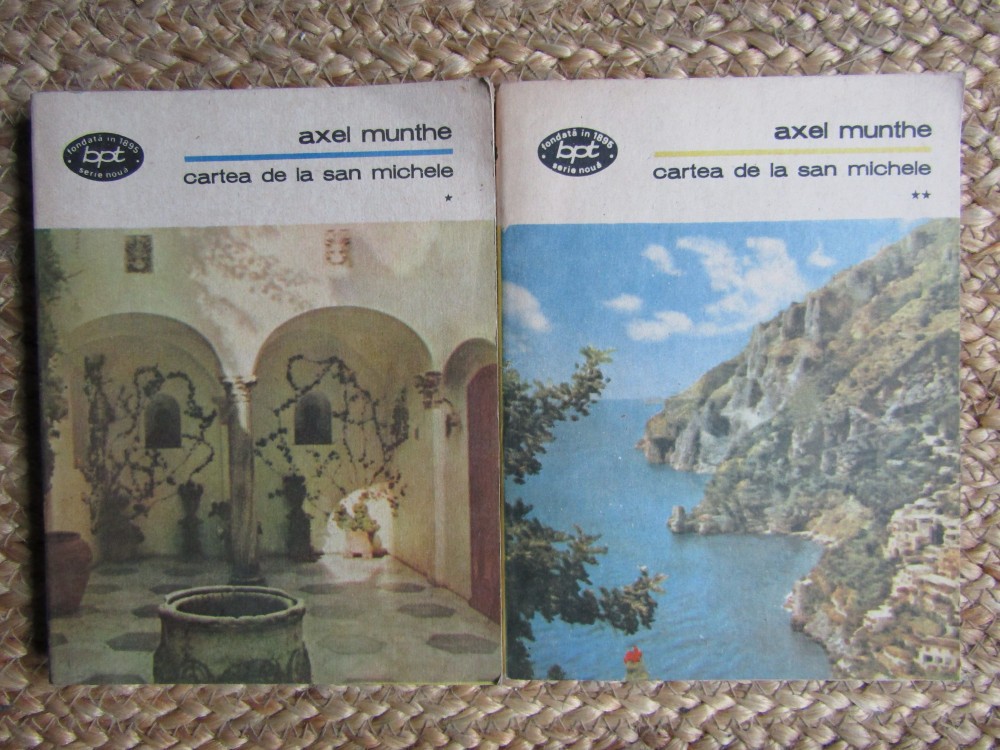 fondată în 1895
bpt
serie nouă
axel munthe
cartea de la san michele
*
fondată în 1895
bpt
serie nouă
axel munthe
cartea de la san michele
**